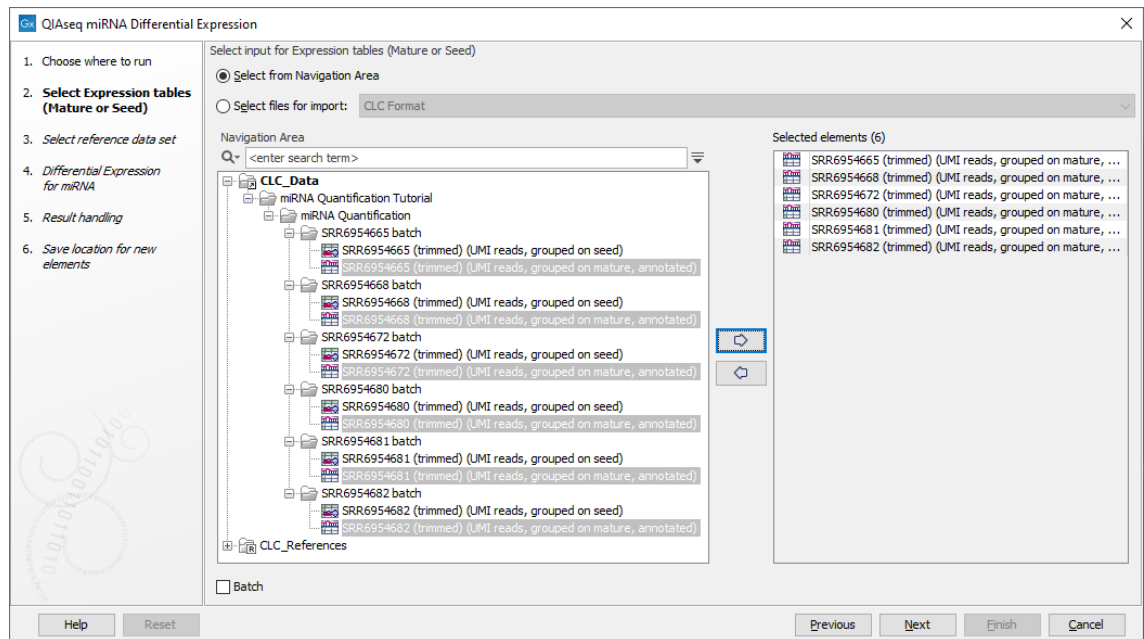 Gx QIAseq miRNA Differential Expression
1. Choose where to run
2. Select Expression tables
(Mature or Seed)
3. Select reference data set
4. Differential Expression
for miRNA
5. Result handling
6. Save location for new
elements
Select input for Expression tables (Mature or Seed)
Select from Navigation Area
Select files for import: CLC Format
Navigation Area
<enter search term>
CLC_Data
miRNA Quantification Tutorial
miRNA Quantification
SRR6954665 batch
SRR6954665 (trimmed) (UMI reads, grouped on seed)
SRR6954665 (trimmed) (UMI reads, grouped on mature, annotated)
SRR6954668 batch
SRR6954668 (trimmed) (UMI reads, grouped on seed)
SRR6954668 (trimmed) (UMI reads, grouped on mature, annotated)
SRR6954672 batch
SRR6954672 (trimmed) (UMI reads, grouped on seed)
SRR6954672 (trimmed) (UMI reads, grouped on mature, annotated)
SRR6954680 batch
SRR6954680 (trimmed) (UMI reads, grouped on seed)
SRR6954680 (trimmed) (UMI reads, grouped on mature, annotated)
SRR6954681 batch
SRR6954681 (trimmed) (UMI reads, grouped on seed)
SRR6954681 (trimmed) (UMI reads, grouped on mature, annotated)
SRR6954682 batch
SRR6954682 (trimmed) (UMI reads, grouped on seed)
SRR6954682 (trimmed) (UMI reads, grouped on mature, annotated)
CLC_References
Batch
Selected elements (6)
SRR6954665 (trimmed) (UMI reads, grouped on mature, ...
SRR6954668 (trimmed) (UMI reads, grouped on mature, ...
SRR6954672 (trimmed) (UMI reads, grouped on mature, ...
SRR6954680 (trimmed) (UMI reads, grouped on mature, ...
SRR6954681 (trimmed) (UMI reads, grouped on mature, ...
SRR6954682 (trimmed) (UMI reads, grouped on mature, ...
Help Reset Previous Next Finish Cancel